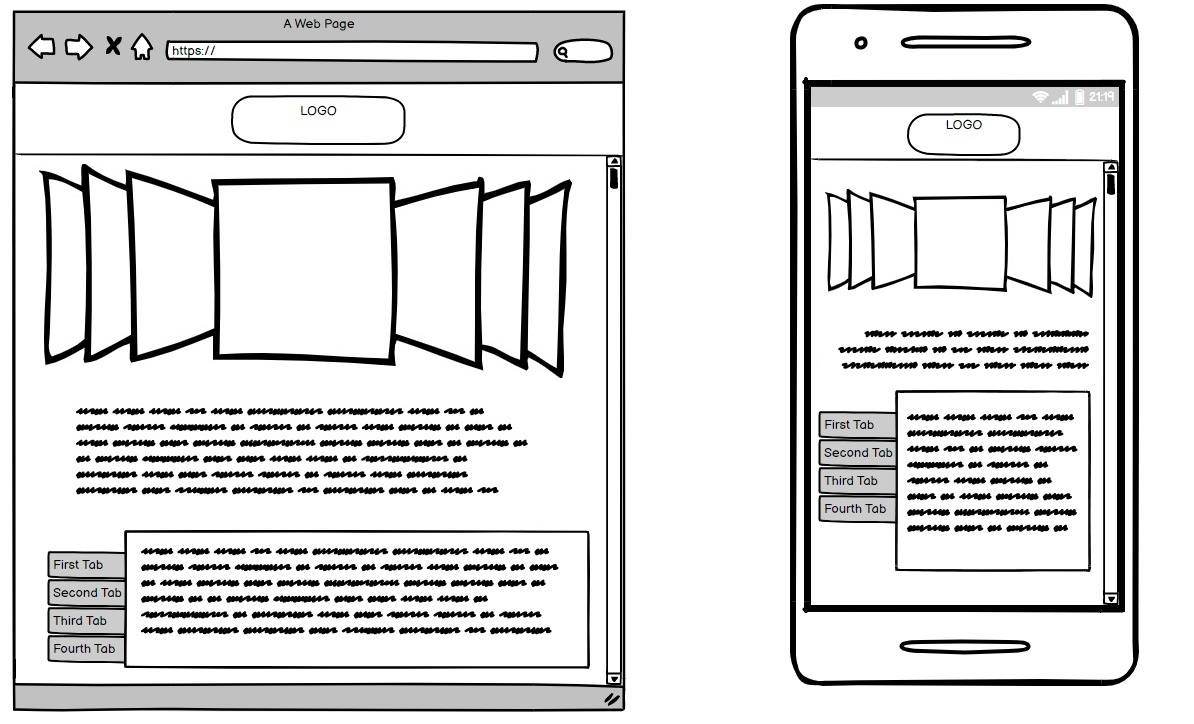 A Web Page
https://
LOGO
First Tab
Second Tab
Third Tab
Fourth Tab
21:19
LOGO
First Tab
Second Tab
Third Tab
Fourth Tab